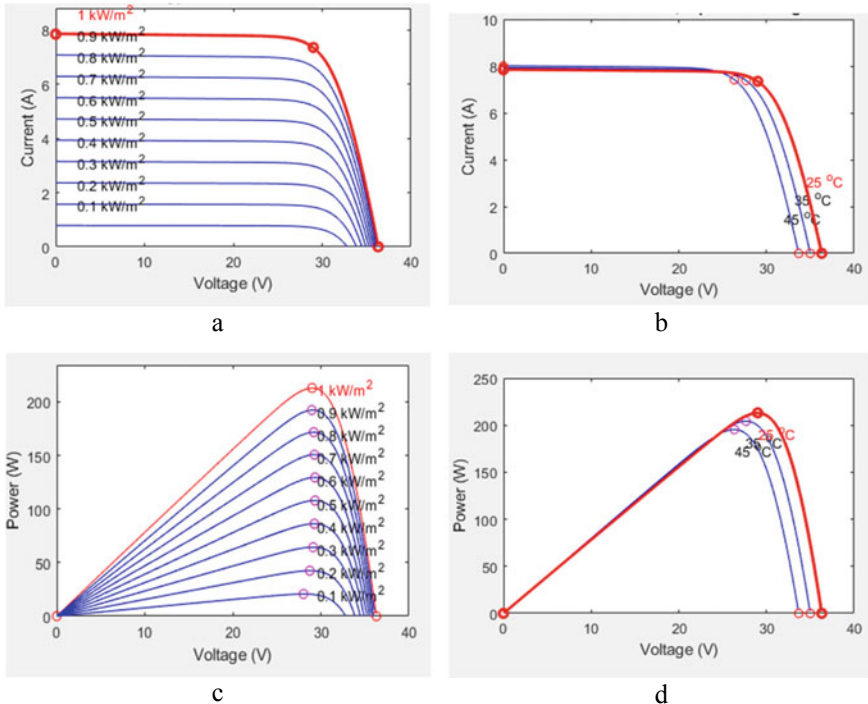 1 kW/m²
0.9 kW/m²
0.8 kW/m²
0.7 kW/m²
0.6 kW/m²
0.5 kW/m²
0.4 kW/m²
0.3 kW/m²
0.2 kW/m²
0.1 kW/m²
8
6
4
2
0
Current (A)
0
10
20
30
40
Voltage (V)
a
10
8
6
4
2
0
Current (A)
25 °C
35 °C
45 °C
0
10
20
30
40
Voltage (V)
b
200
150
100
50
0
Power (W)
1 kW/m²
0.9 kW/m²
0.8 kW/m²
0.7 kW/m²
0.6 kW/m²
0.5 kW/m²
0.4 kW/m²
0.3 kW/m²
0.2 kW/m²
0.1 kW/m²
0
10
20
30
40
Voltage (V)
c
250
200
150
100
50
0
Power (W)
25 °C
35 °C
45 °C
0
10
20
30
40
Voltage (V)
d